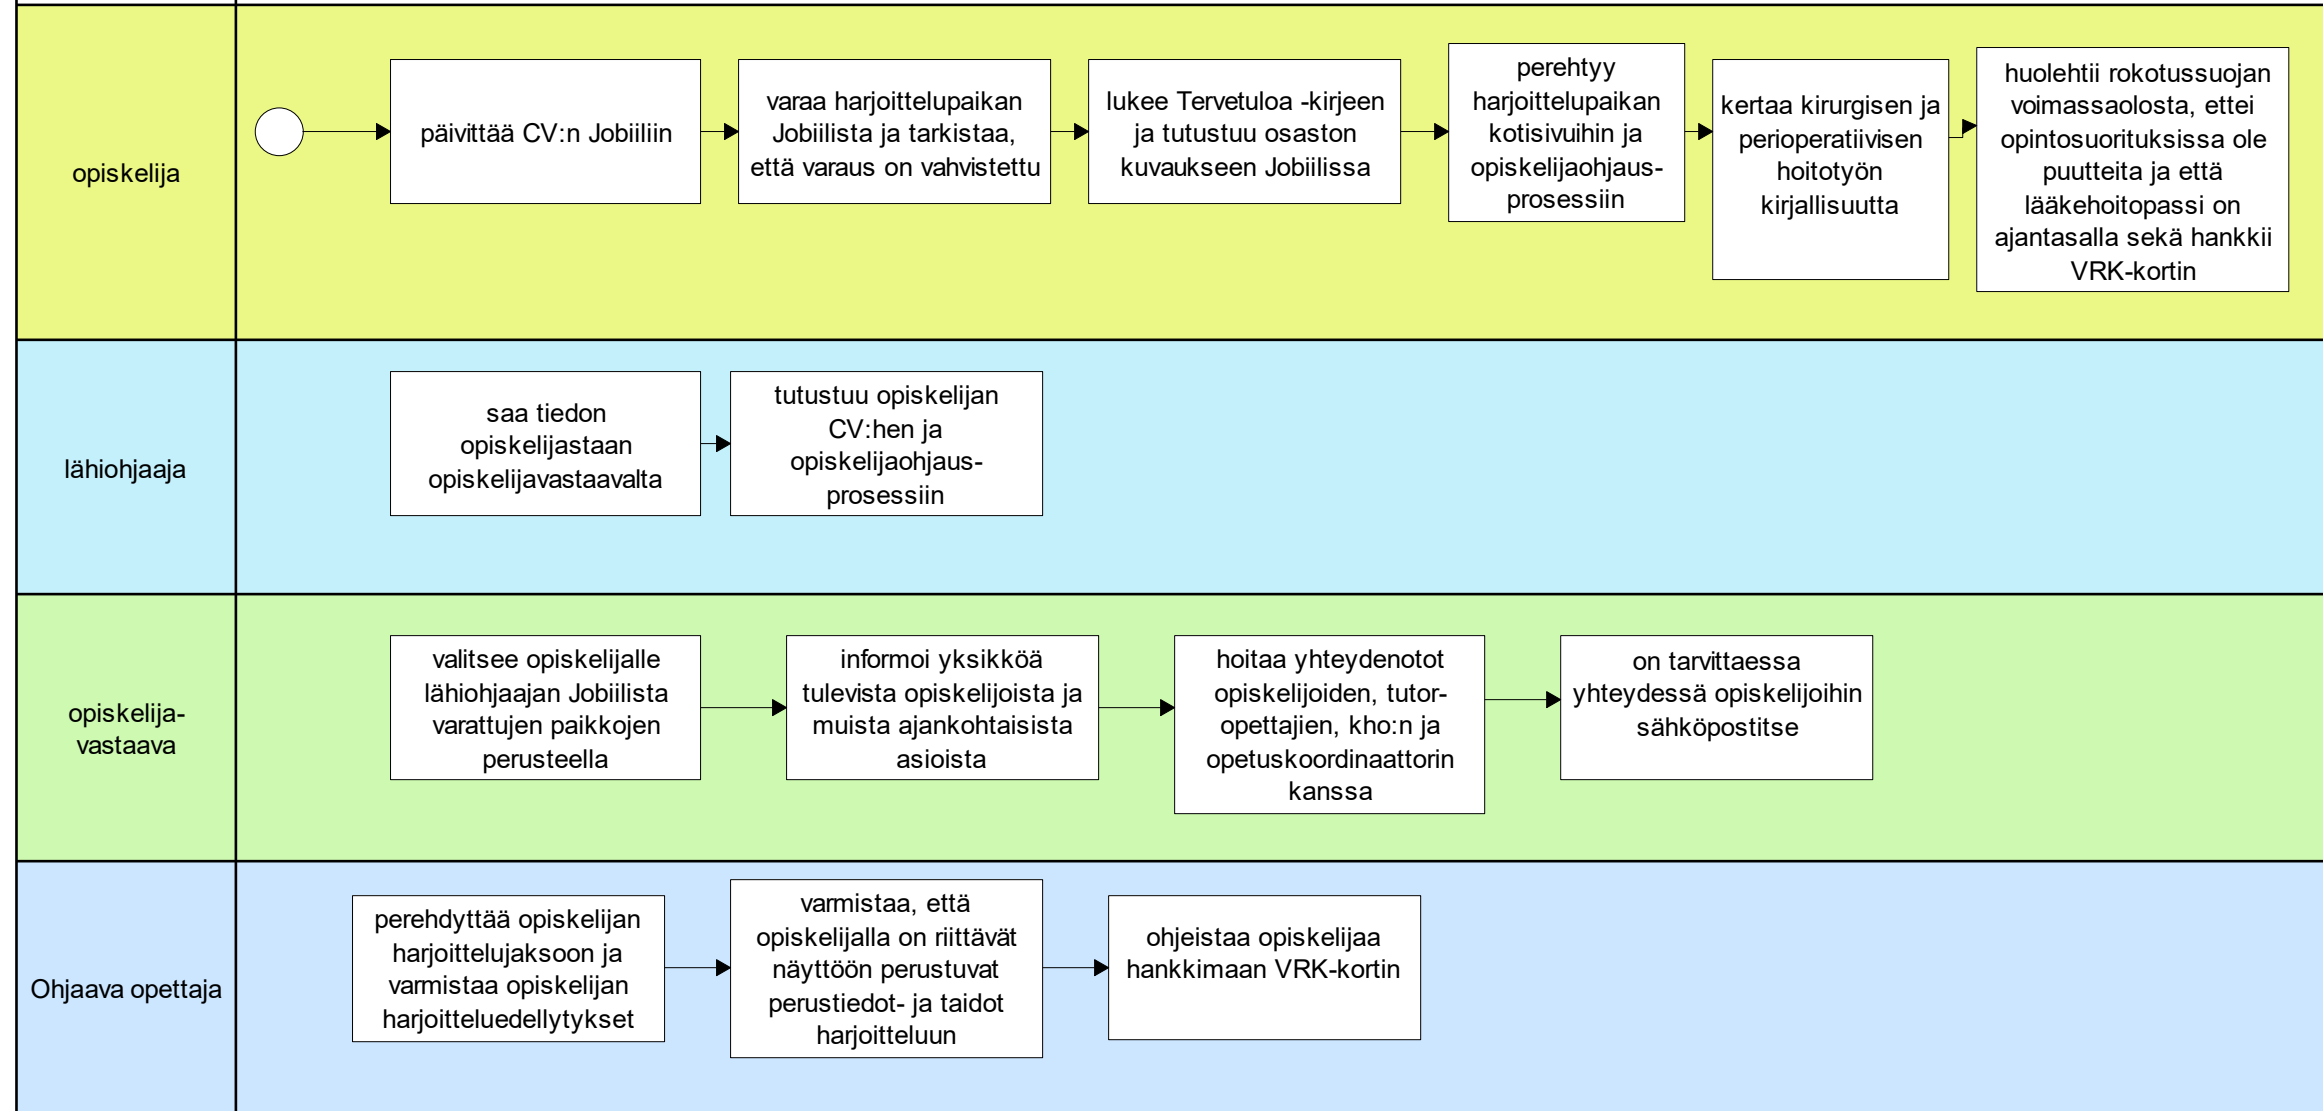 opiskelija
päivittää CV:n Jobiiliin
varaa harjoittelupaikan
Jobiilista ja tarkistaa,
että varaus on vahvistettu
lukee Tervetuloa -kirjeen
ja tutustuu osaston
kuvaukseen Jobiilissa
perehtyy
harjoittelupaikan
kotisivuihin ja
opiskelijaohjaus-
prosessiin
kertaa kirurgisen ja
perioperatiivisen
hoitotyön
kirjallisuutta
huolehtii rokotussuojan
voimassaolosta, ettei
opintosuorituksissa ole
puutteita ja että
lääkehoitopassi on
ajantasalla sekä hankkii
VRK-kortin
lähiohjaaja
saa tiedon
opiskelijastaan
opiskelijavastaavalta
tutustuu opiskelijan
CV:hen ja
opiskelijaohjaus-
prosessiin
opiskelija-
vastaava
valitsee opiskelijalle
lähiohjaajan Jobiilista
varattujen paikkojen
perusteella
informoi yksikköä
tulevista opiskelijoista ja
muista ajankohtaisista
asioista
hoitaa yhteydenotot
opiskelijoiden, tutor-
opettajien, kho:n ja
opetuskoordinaattorin
kanssa
on tarvittaessa
yhteydessä opiskelijoihin
sähköpostitse
Ohjaava opettaja
perehdyttää opiskelijan
harjoittelujaksoon ja
varmistaa opiskelijan
harjoitteluedellytykset
varmistaa, että
opiskelijalla on riittävät
näyttöön perustuvat
perustiedot- ja taidot
harjoitteluun
ohjeistaa opiskelijaa
hankkimaan VRK-kortin